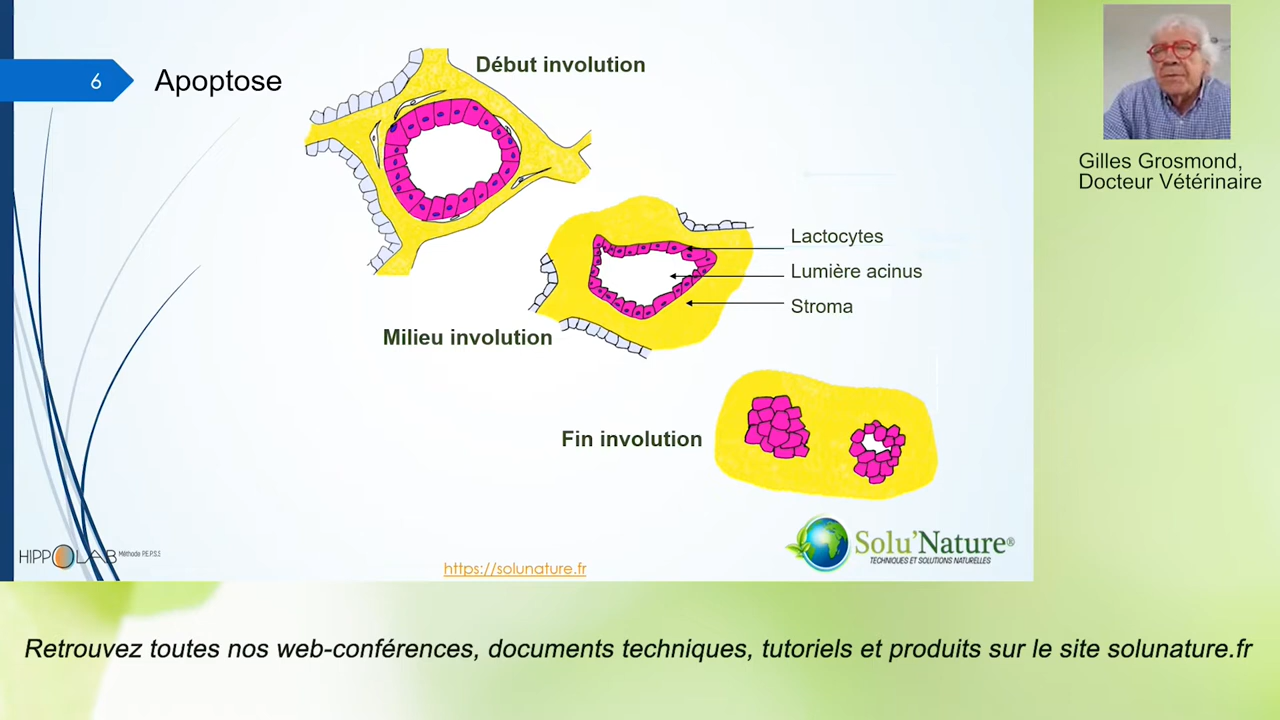 6
Apoptose
Début involution
Gilles Grosmond,
Docteur Vétérinaire
Lactocytes
Lumière acinus
Stroma
Milieu involution
Fin involution
HIPPOLAB Méthode P.E.P.S.S
https://solunature.fr
Solu'Nature®
TECHNIQUES ET SOLUTIONS NATURELLES
Retrouvez toutes nos web-conférences, documents techniques, tutoriels et produits sur le site solunature.fr